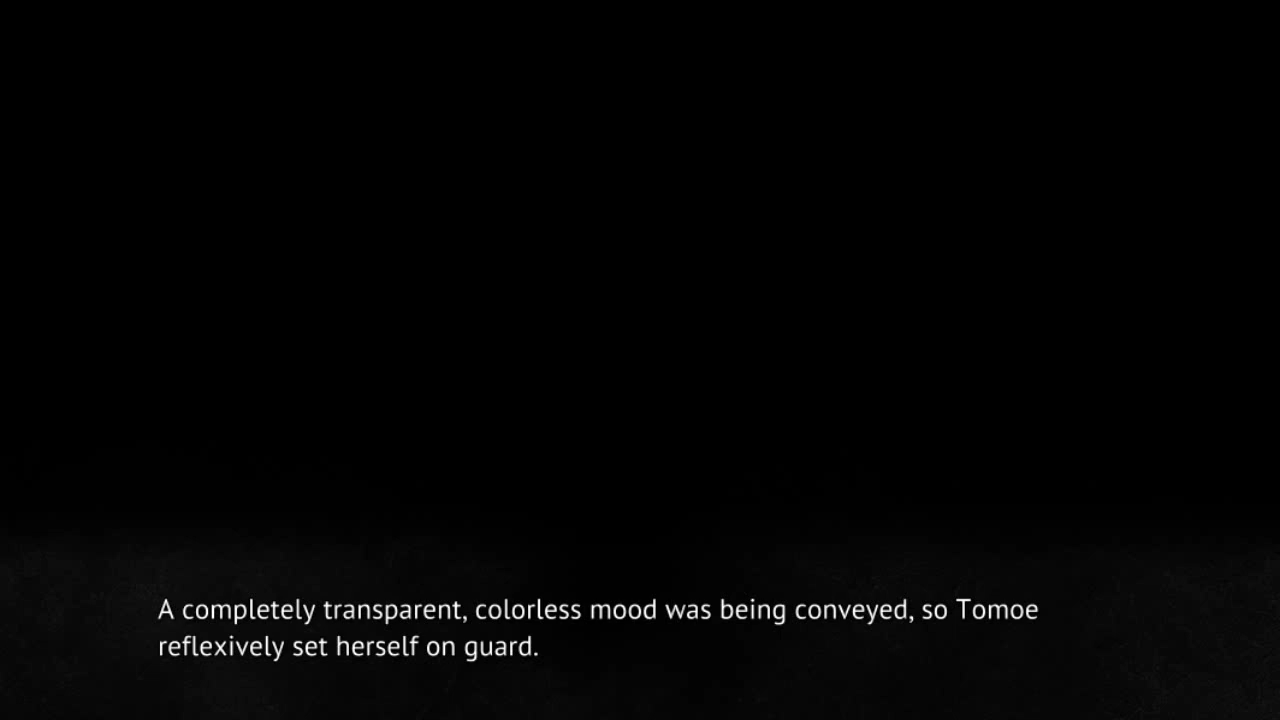 A completely transparent, colorless mood was being conveyed, so Tomoe
reflexively set herself on guard.